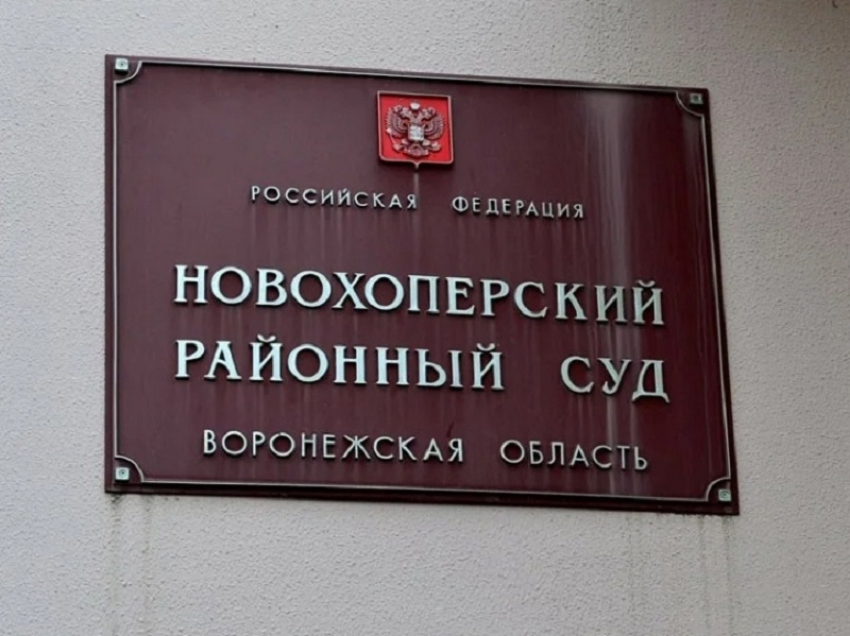 РОССИЙСКАЯ ФЕДЕРАЦИЯ
НОВОХОПЕРСКИЙ
РАЙОННЫЙ СУД
ВОРОНЕЖСКАЯ ОБЛАСТЬ